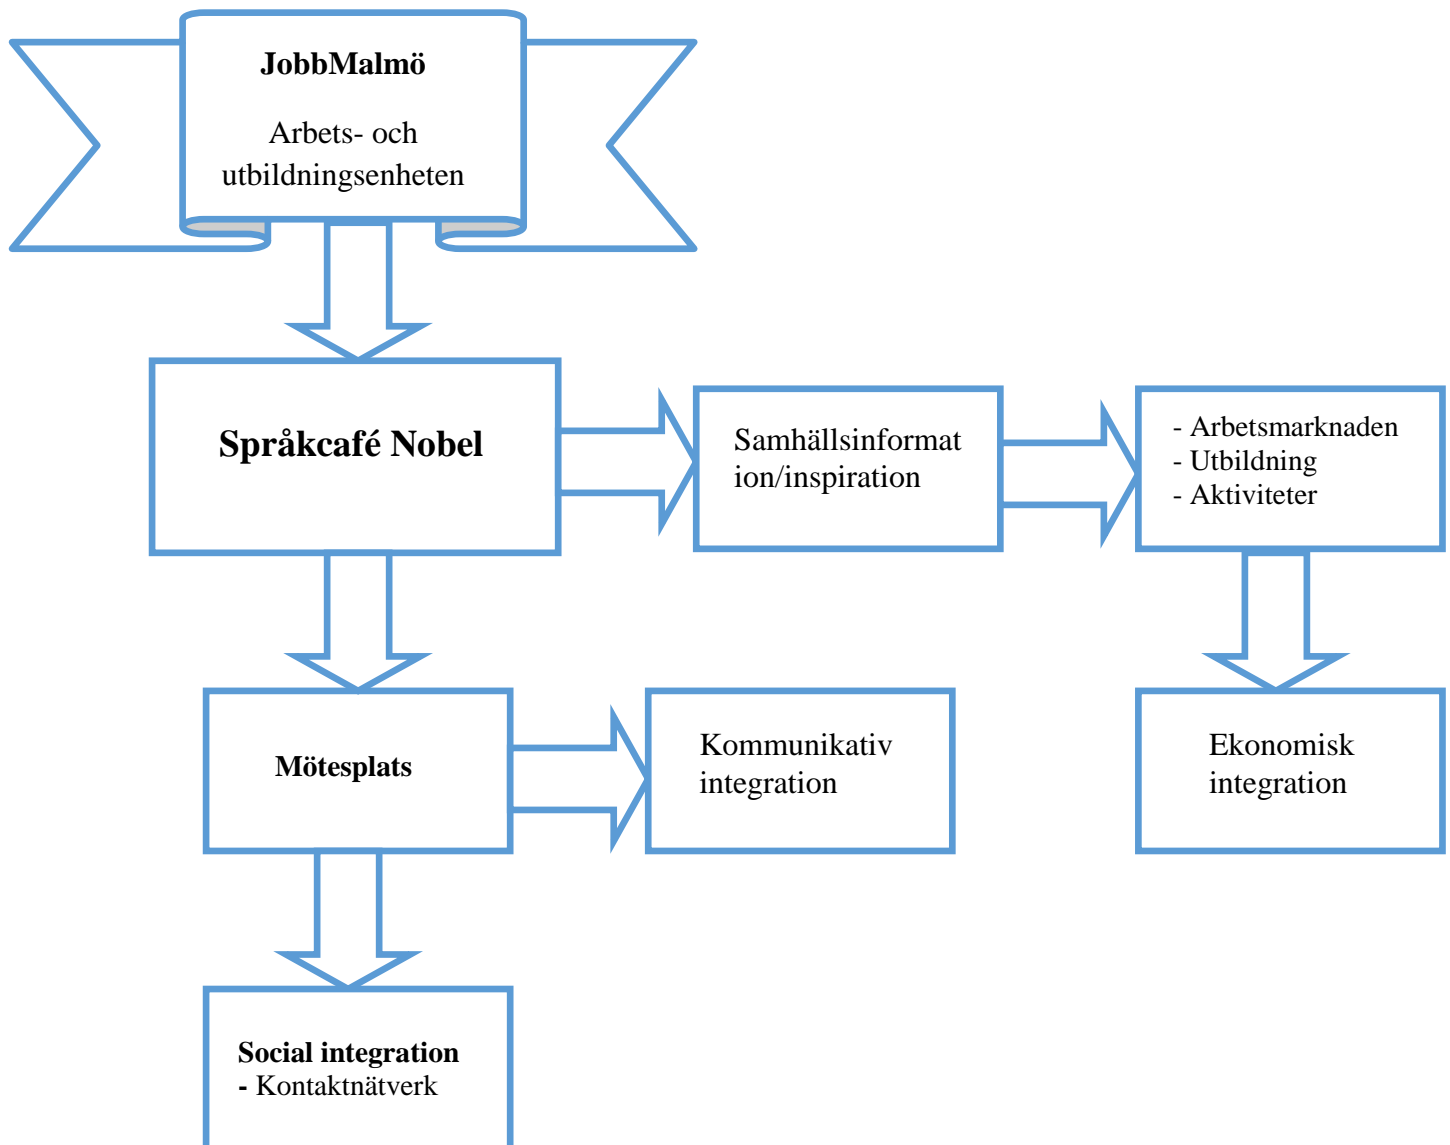 JobbMalmö
Arbets- och
utbildningsenheten
Språkcafé Nobel
Samhällsinformat
ion/inspiration
- Arbetsmarknaden
- Utbildning
- Aktiviteter
Mötesplats
Kommunikativ
integration
Ekonomisk
integration
Social integration
- Kontaktnätverk